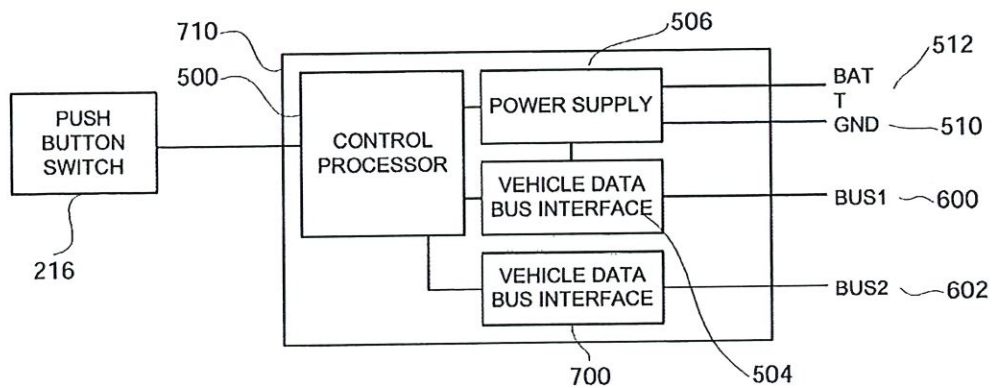 710
506
512
500
BAT
T
GND
510
PUSH
BUTTON
SWITCH
CONTROL
PROCESSOR
POWER SUPPLY
VEHICLE DATA
BUS INTERFACE
BUS1
600
216
VEHICLE DATA
BUS INTERFACE
BUS2
602
700
504